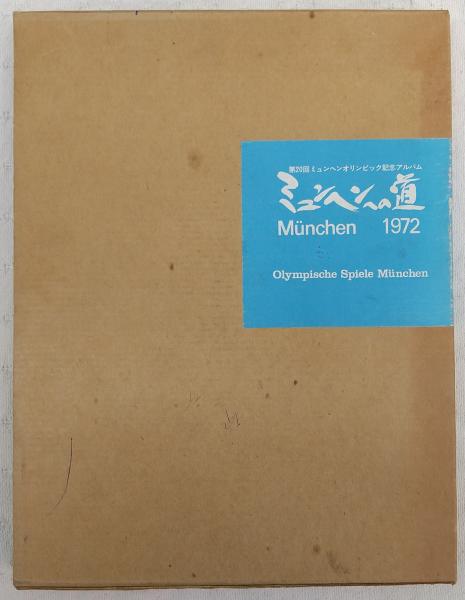 第20回 ミュンヘンオリンピック記念アルバム
ミュンヘンへの道
München 1972
Olympische Spiele München